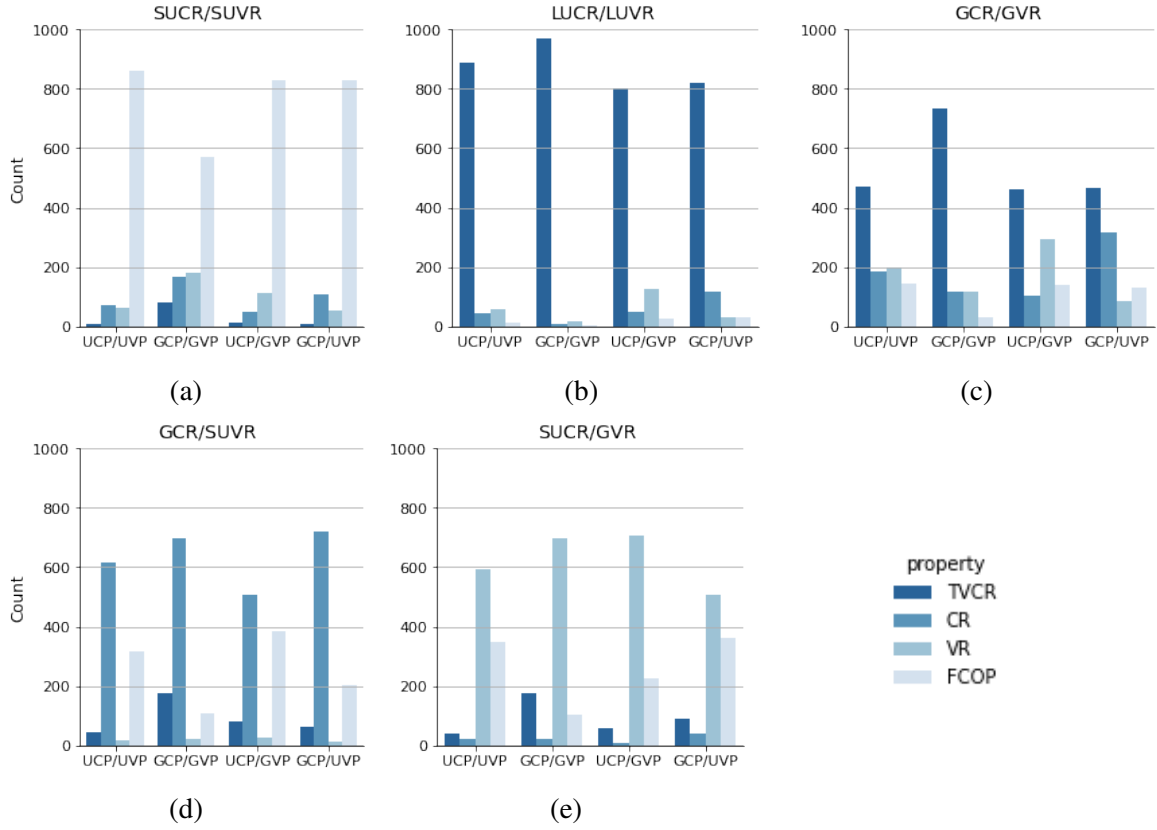 SUCR/SUVR
LUCR/LUVR
GCR/GVR
1000
800
600
400
200
0
Count
UCP/UVP GCP/GVP UCP/GVP GCP/UVP
(a)
1000
800
600
400
200
0
UCP/UVP GCP/GVP UCP/GVP GCP/UVP
(b)
1000
800
600
400
200
0
UCP/UVP GCP/GVP UCP/GVP GCP/UVP
(c)
GCR/SUVR
1000
800
600
400
200
0
Count
UCP/UVP GCP/GVP UCP/GVP GCP/UVP
(d)
SUCR/GVR
1000
800
600
400
200
0
UCP/UVP GCP/GVP UCP/GVP GCP/UVP
(e)
property
TVCR
CR
VR
FCOP